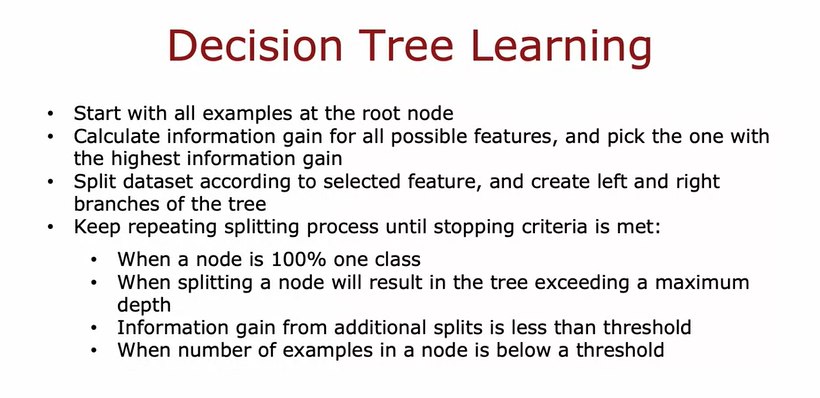 Decision Tree Learning
• Start with all examples at the root node
• Calculate information gain for all possible features, and pick the one with
the highest information gain
• Split dataset according to selected feature, and create left and right
branches of the tree
• Keep repeating splitting process until stopping criteria is met:
• When a node is 100% one class
• When splitting a node will result in the tree exceeding a maximum
depth
• Information gain from additional splits is less than threshold
• When number of examples in a node is below a threshold